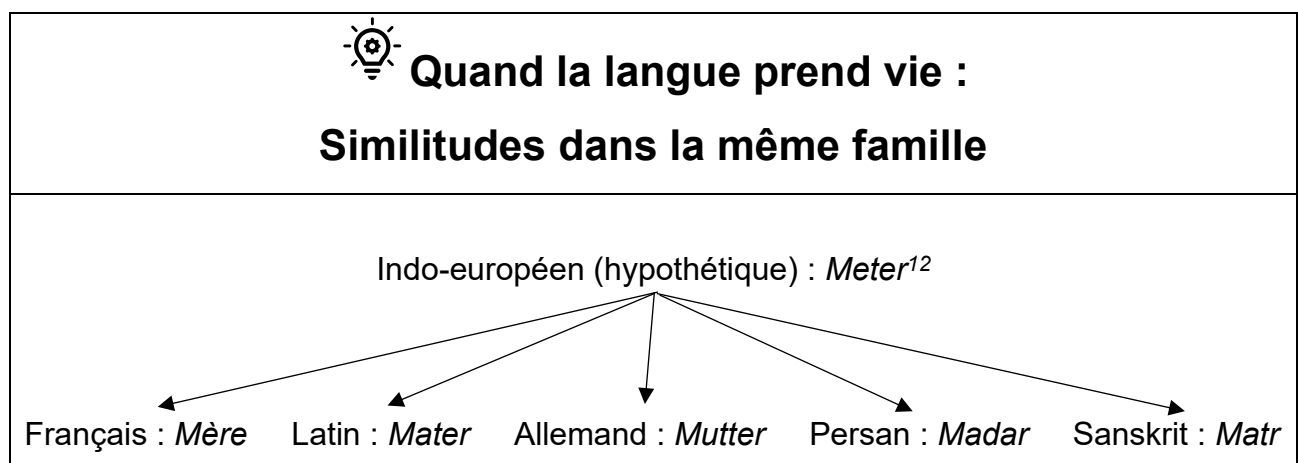 Quand la langue prend vie :
Similitudes dans la même famille
Indo-européen (hypothétique) : Meter12
Français : Mère Latin : Mater Allemand : Mutter Persan : Madar Sanskrit : Matr